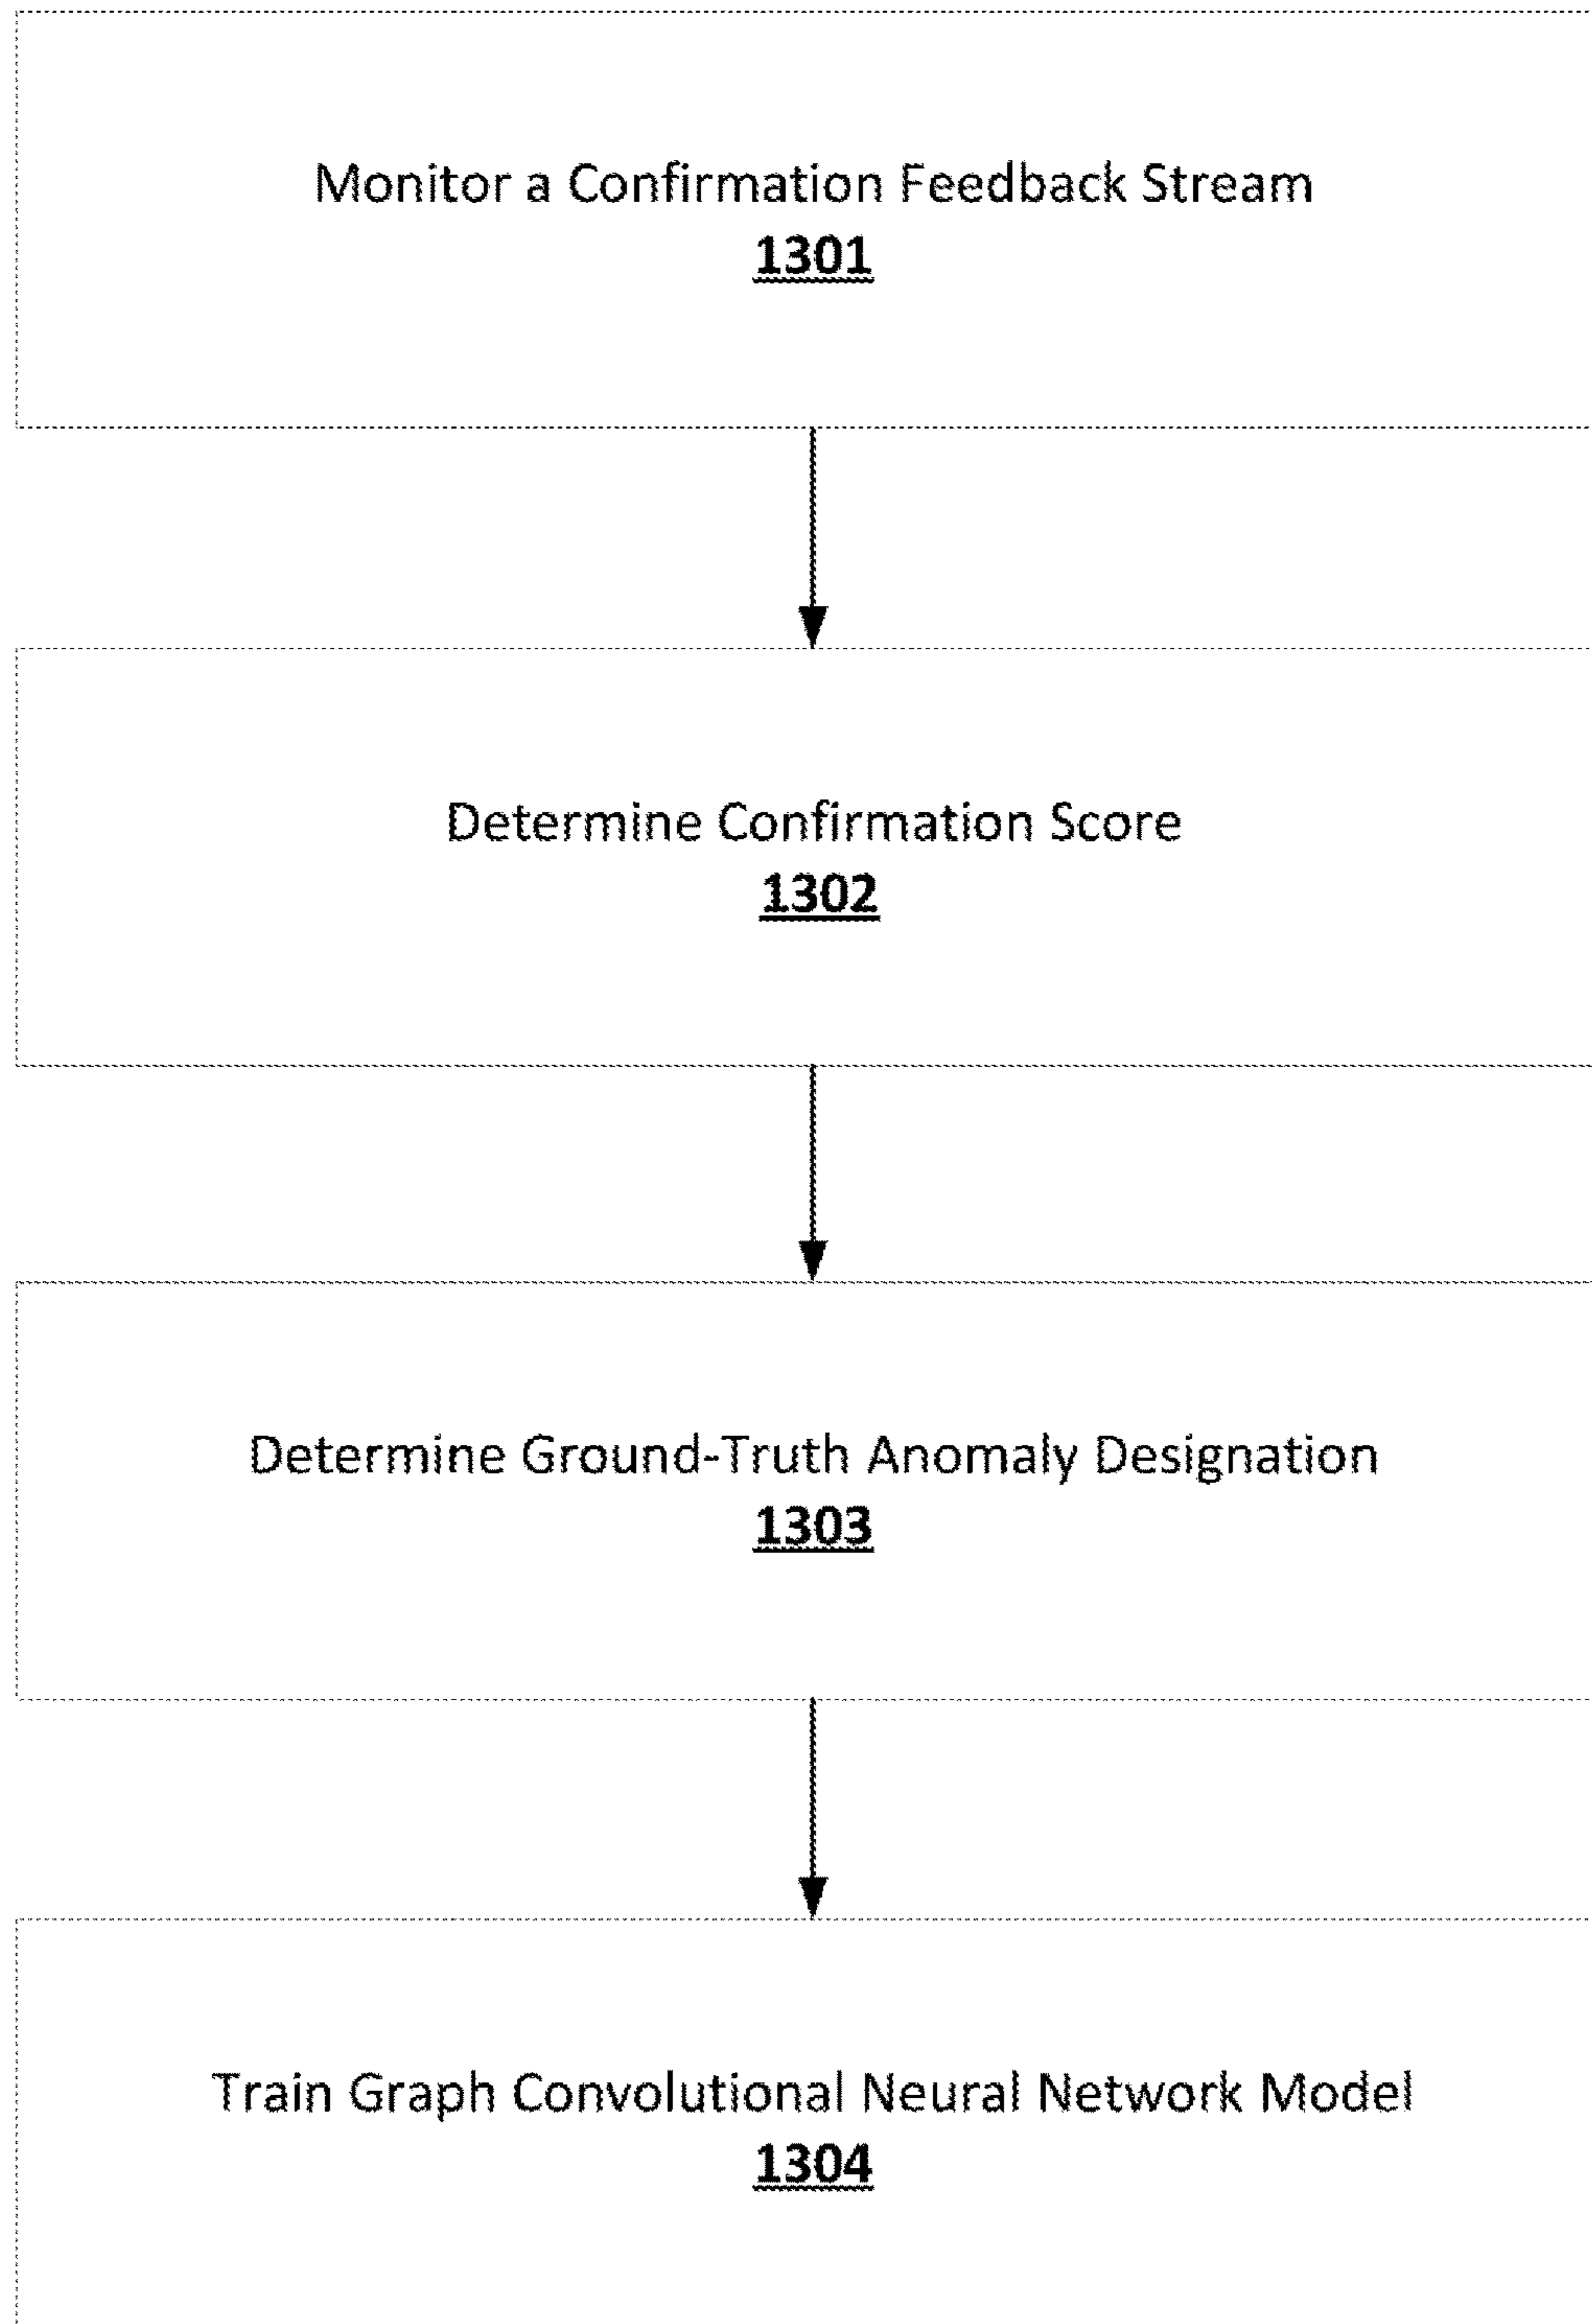 Monitor a Confirmation Feedback Stream
1301
Determine Confirmation Score
1302
Determine Ground-Truth Anomaly Designation
1303
Train Graph Convolutional Neural Network Model
1304